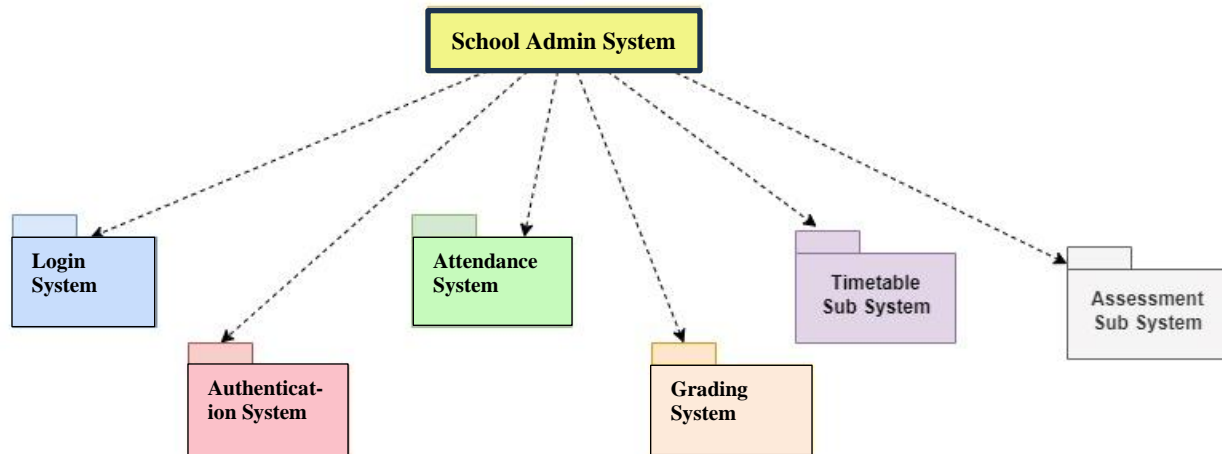 School Admin System
Login
System
Attendance
System
Timetable
Sub System
Assessment
Sub System
Authenticat-
ion System
Grading
System